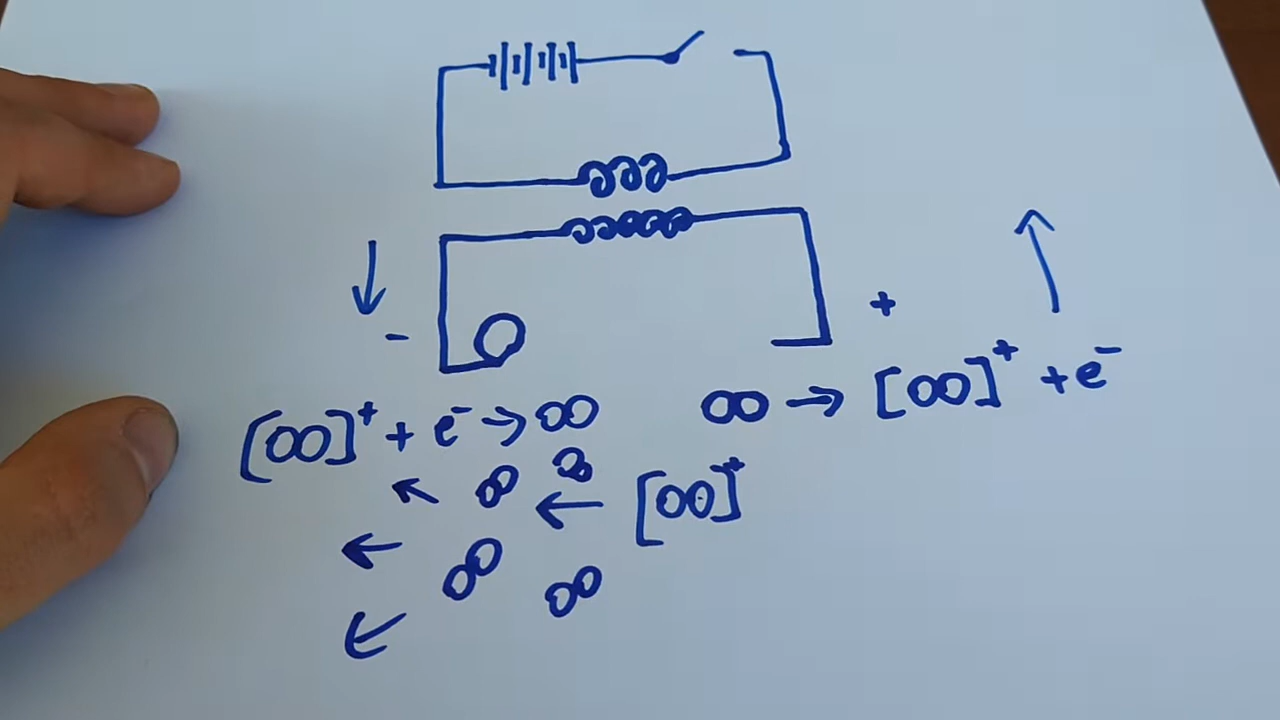 - +
[OO]⁺ + e⁻ → OO OO → [OO]⁺ + e⁻
← [OO]⁺